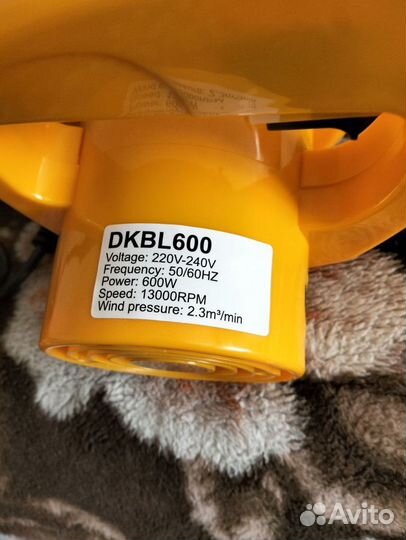 DKBL600
Voltage: 220V-240V
Frequency: 50/60HZ
Power: 600W
Speed: 13000RPM
Wind pressure: 2.3m³/min
Avito